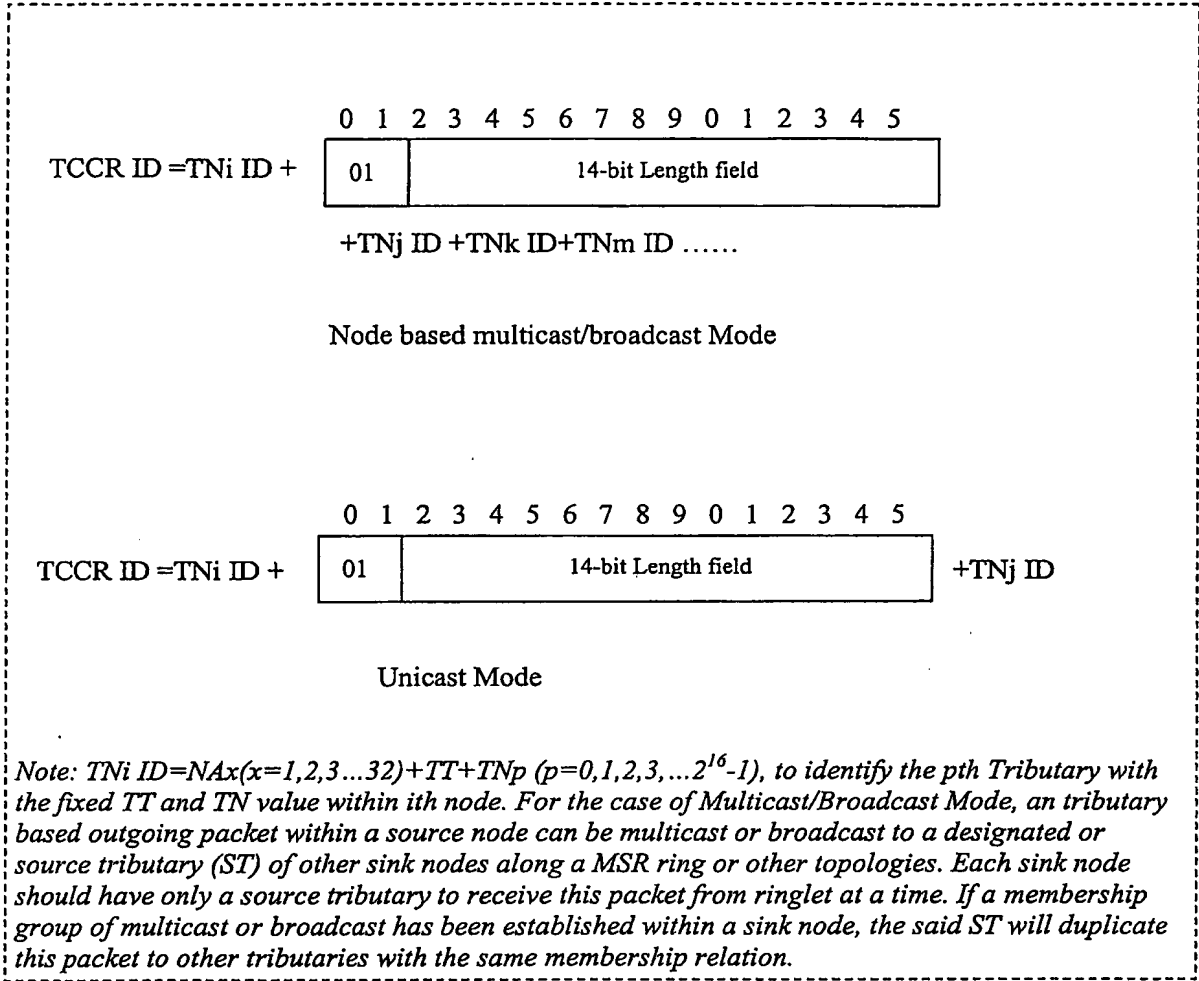 0 1 2 3 4 5 6 7 8 9 0 1 2 3 4 5
TCCR ID =TNi ID + 01 14-bit Length field
+TNj ID +TNk ID+TNm ID ......
Node based multicast/broadcast Mode
0 1 2 3 4 5 6 7 8 9 0 1 2 3 4 5
TCCR ID =TNi ID + 01 14-bit Length field +TNj ID
Unicast Mode
Note: TNi ID=NAx(x=1,2,3...32)+TT+TNp (p=0,1,2,3,...2^16-1), to identify the pth Tributary with
the fixed TT and TN value within ith node. For the case of Multicast/Broadcast Mode, an tributary
based outgoing packet within a source node can be multicast or broadcast to a designated or
source tributary (ST) of other sink nodes along a MSR ring or other topologies. Each sink node
should have only a source tributary to receive this packet from ringlet at a time. If a membership
group of multicast or broadcast has been established within a sink node, the said ST will duplicate
this packet to other tributaries with the same membership relation.